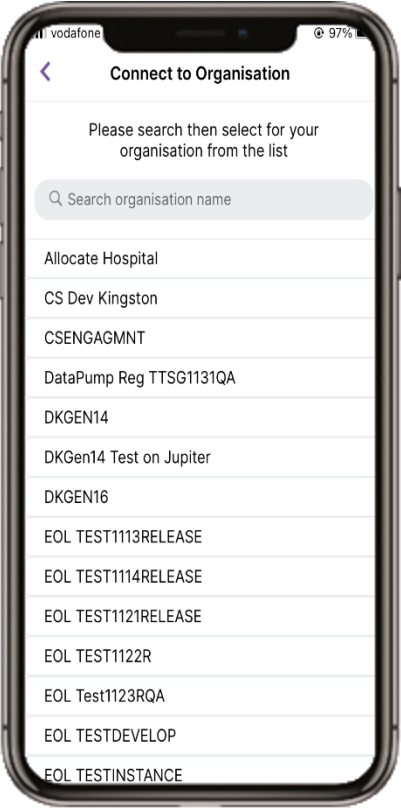 vodafone 97%
Connect to Organisation
Please search then select for your
organisation from the list
Search organisation name
Allocate Hospital
CS Dev Kingston
CSENGAGMNT
DataPump Reg TTSG1131QA
DKGEN14
DKGen14 Test on Jupiter
DKGEN16
EOL TEST1113RELEASE
EOL TEST1114RELEASE
EOL TEST1121RELEASE
EOL TEST1122R
EOL Test1123RQA
EOL TESTDEVELOP
EOL TESTINSTANCE